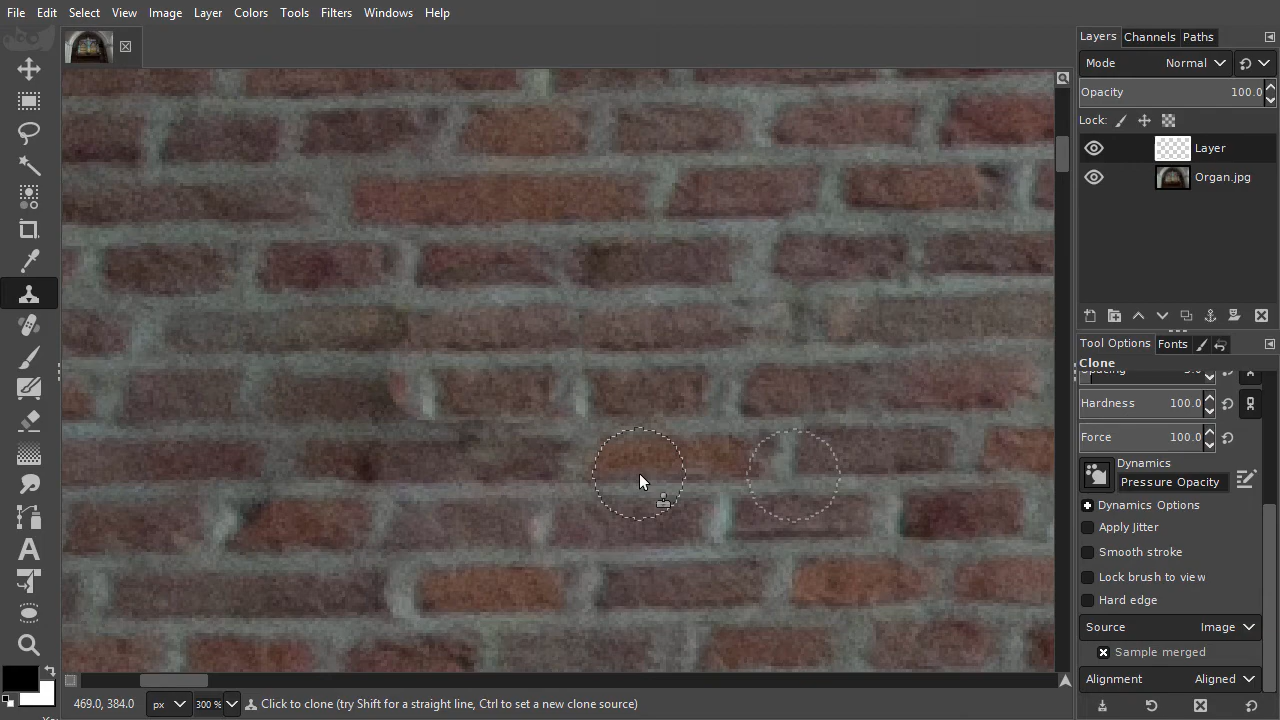 File Edit Select View Image Layer Colors Tools Filters Windows Help
Layers Channels Paths
Mode Normal
Opacity 100.0
Lock:
Layer
Organ.jpg
Tool Options Fonts
Clone
Hardness 100.0
Force 100.0
Dynamics
Pressure Opacity
Dynamics Options
Apply Jitter
Smooth stroke
Lock brush to view
Hard edge
Source Image
Sample merged
Alignment Aligned
469.0, 384.0 px 300 % Click to clone (try Shift for a straight line, Ctrl to set a new clone source)